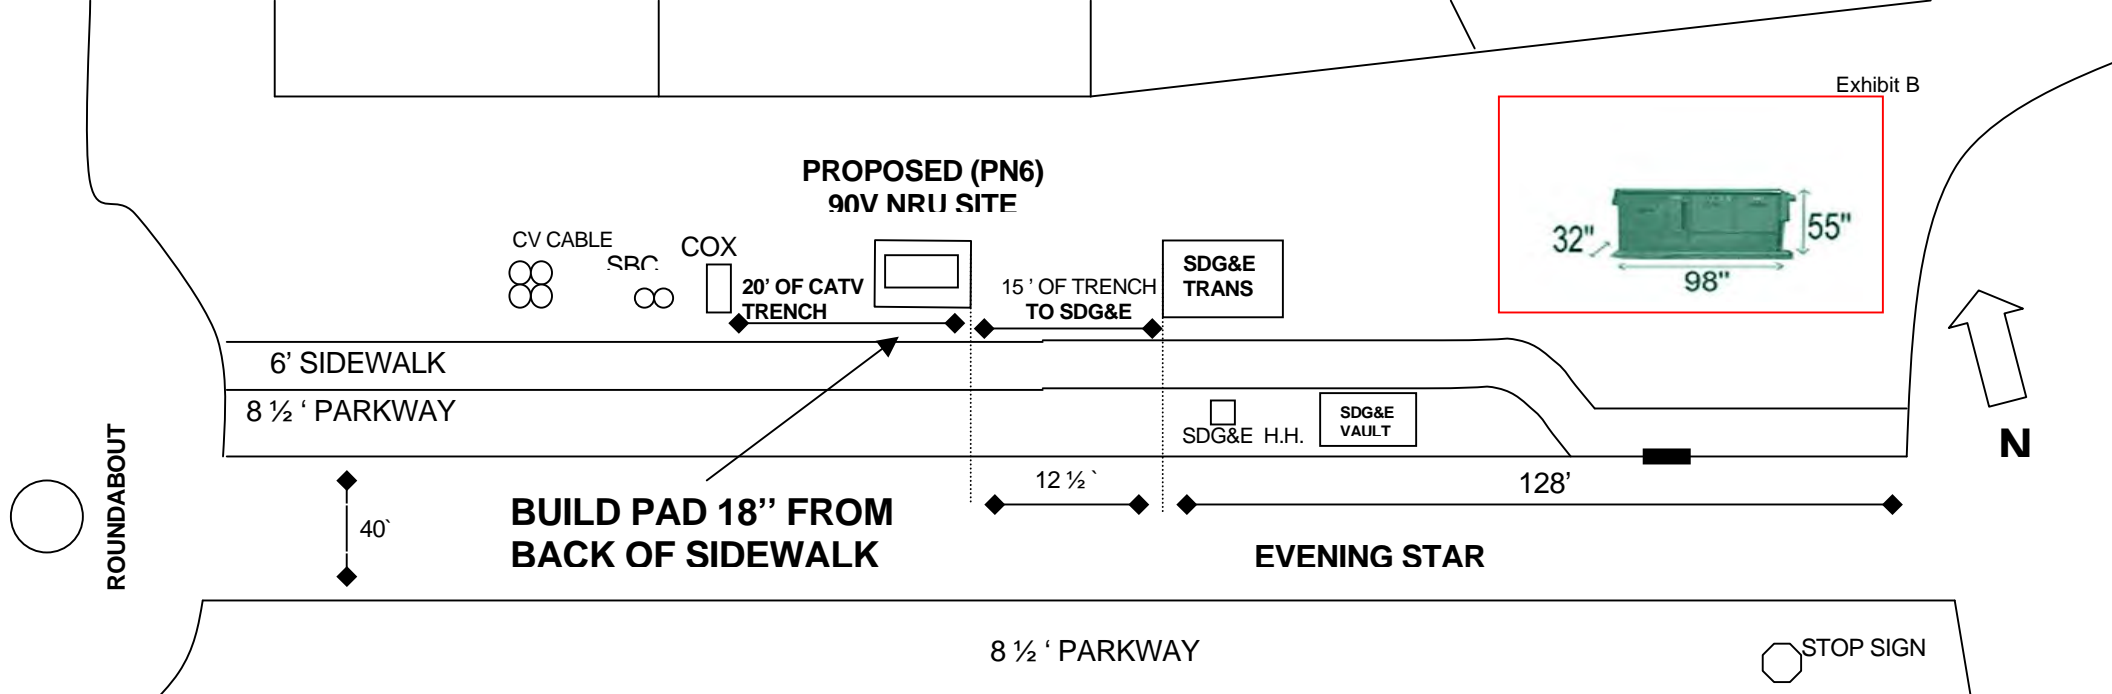 Exhibit B
PROPOSED (PN6)
90V NRU SITE
CV CABLE
SBC
COX
20’ OF CATV
TRENCH
15 ’ OF TRENCH
TO SDG&E
SDG&E
TRANS
32"
55"
98"
6’ SIDEWALK
8 ½ ‘ PARKWAY
SDG&E H.H.
SDG&E
VAULT
N
ROUNDABOUT
40`
BUILD PAD 18’’ FROM
BACK OF SIDEWALK
12 ½ `
128’
EVENING STAR
8 ½ ‘ PARKWAY
STOP SIGN